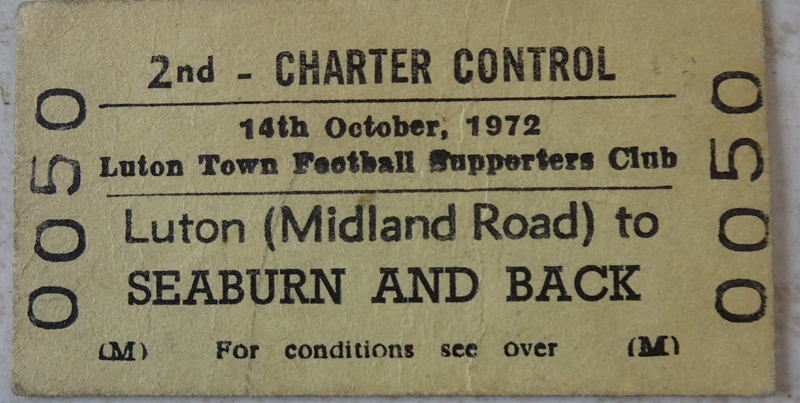 2nd - CHARTER CONTROL
14th October, 1972
Luton Town Football Supporters Club
Luton (Midland Road) to
SEABURN AND BACK
(M) For conditions see over (M)
0050
0050